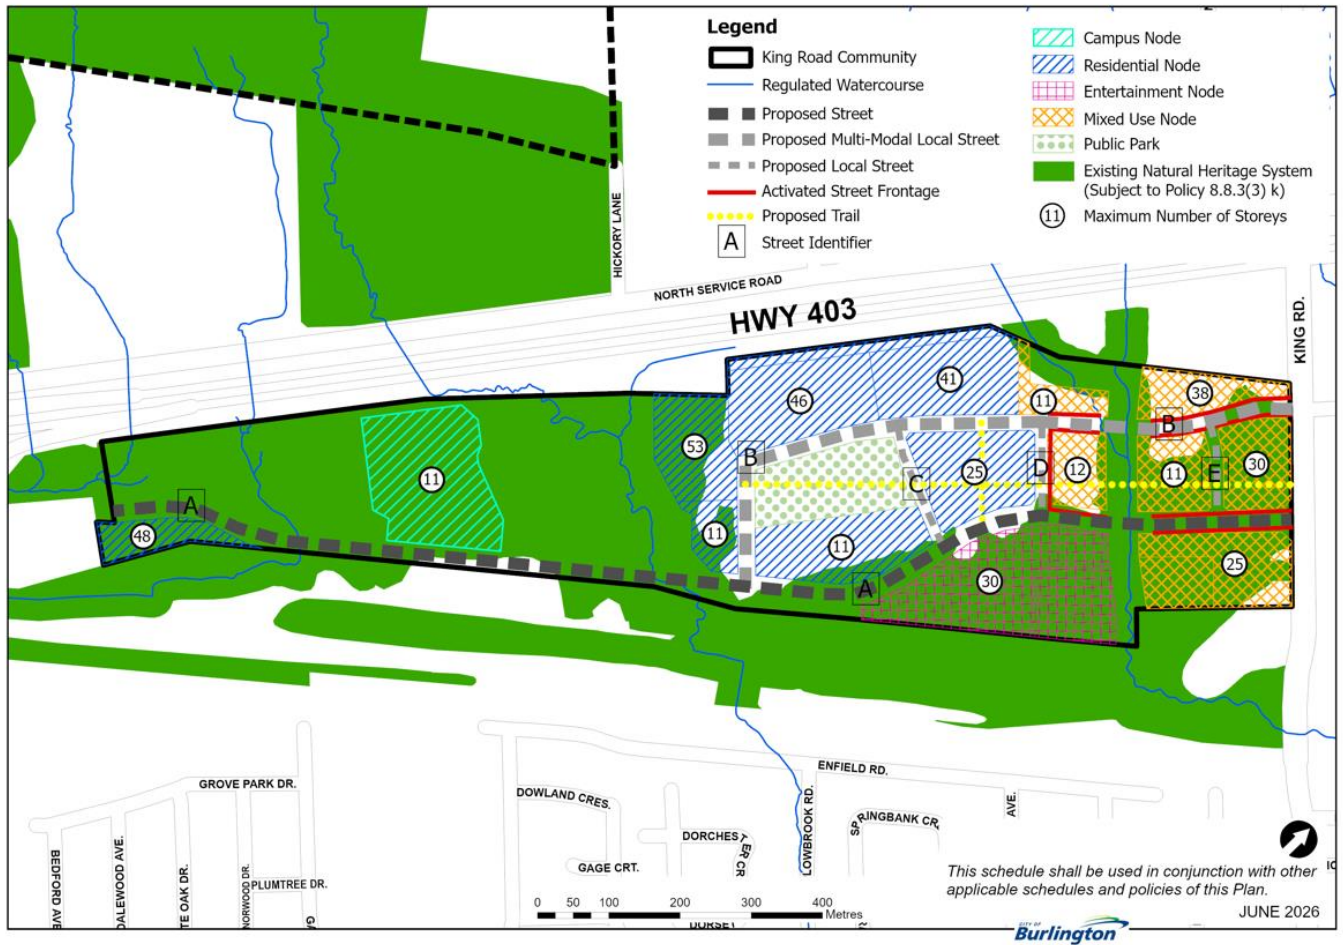 Legend
King Road Community
Regulated Watercourse
Proposed Street
Proposed Multi-Modal Local Street
Proposed Local Street
Activated Street Frontage
Proposed Trail
A
Street Identifier
Campus Node
Residential Node
Entertainment Node
Mixed Use Node
Public Park
Existing Natural Heritage System
(Subject to Policy 8.8.3(3) k)
11
Maximum Number of Storeys
HICKORY LANE
NORTH SERVICE ROAD
HWY 403
KING RD.
41
46
11
38
B
53
B
11
25
D
12
C
11
E
30
A
48
11
11
30
A
25
ENFIELD RD.
GROVE PARK DR.
DOWLAND CRES.
LOWBROOK RD.
SPRINGBANK CR.
AVE.
DORCHESTER CR
GAGE CRT.
BEDFORD AVE
DALEWOOD AVE.
TE OAK DR.
NORWOOD DR.
PLUMTREE DR.
This schedule shall be used in conjunction with other
applicable schedules and policies of this Plan.
JUNE 2026
0 50 100 200 300 400
Metres
CITY OF
Burlington